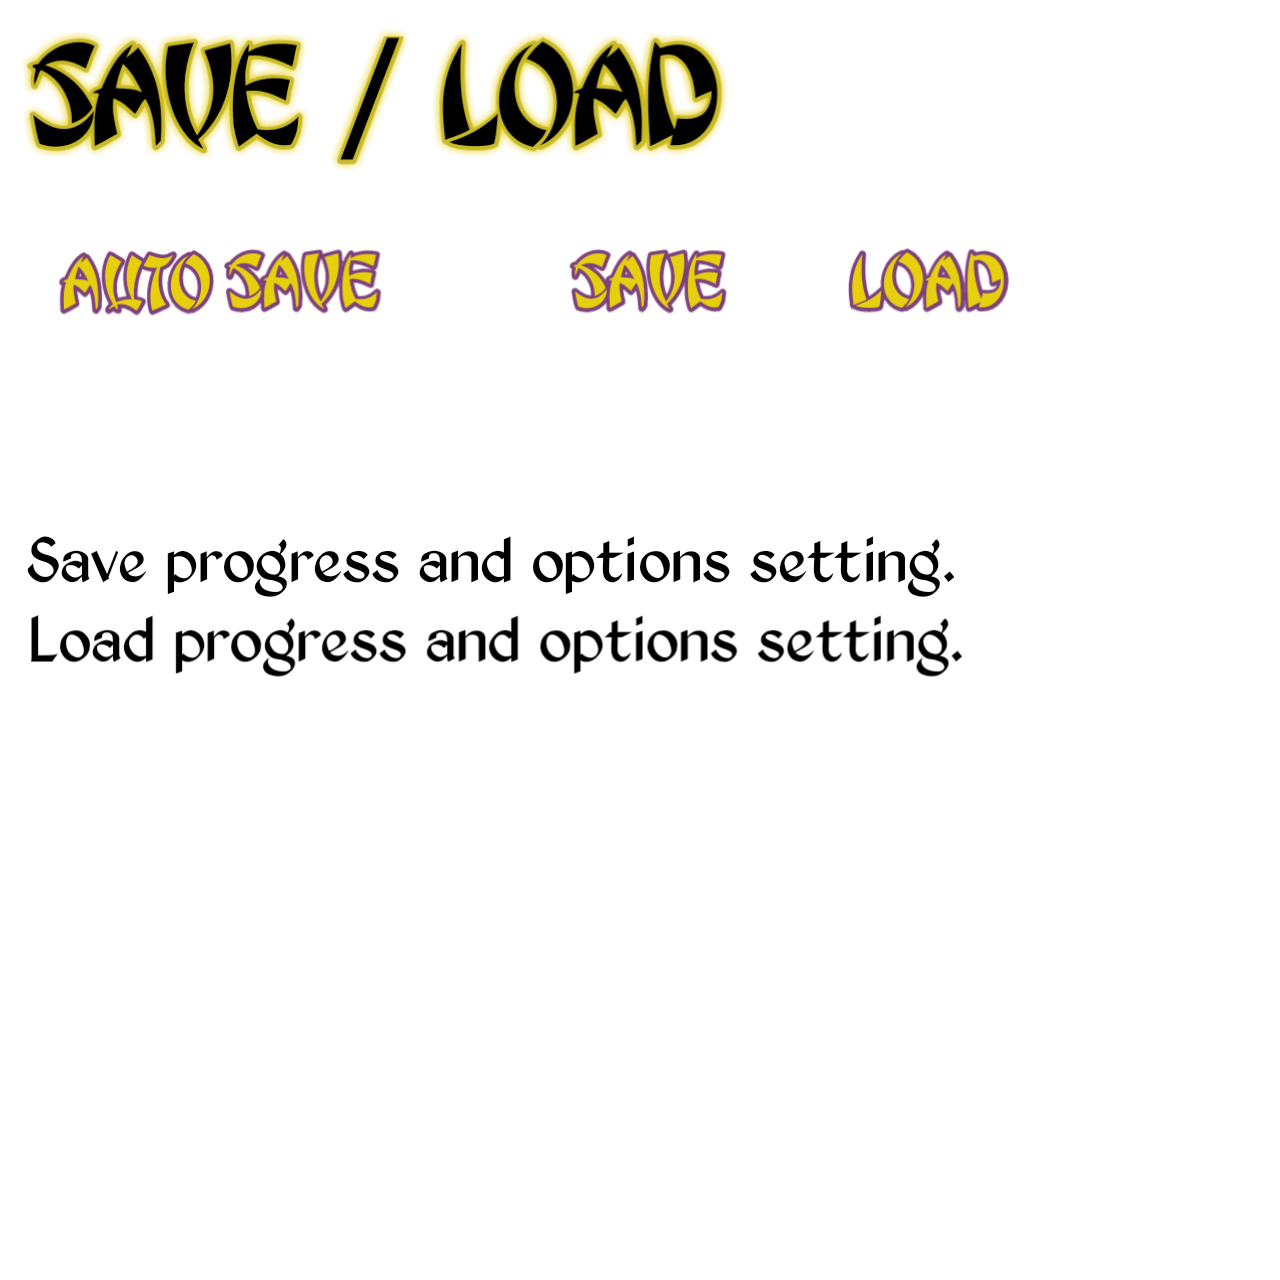 SAVE / LOAD
AUTO SAVE SAVE LOAD
Save progress and options setting.
Load progress and options setting.